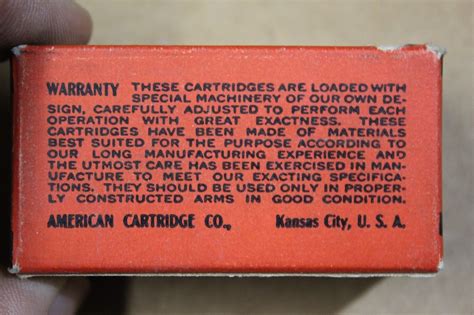 WARRANTY THESE CARTRIDGES ARE LOADED WITH
SPECIAL MACHINERY OF OUR OWN DE-
SIGN, CAREFULLY ADJUSTED TO PERFORM EACH
OPERATION WITH GREAT EXACTNESS. THESE
CARTRIDGES HAVE BEEN MADE OF MATERIALS
BEST SUITED FOR THE PURPOSE ACCORDING TO
OUR LONG MANUFACTURING EXPERIENCE AND
THE UTMOST CARE HAS BEEN EXERCISED IN MAN-
UFACTURE TO MEET OUR EXACTING SPECIFICA-
TIONS. THEY SHOULD BE USED ONLY IN PROPER-
LY CONSTRUCTED ARMS IN GOOD CONDITION.
AMERICAN CARTRIDGE CO., Kansas City, U. S. A.